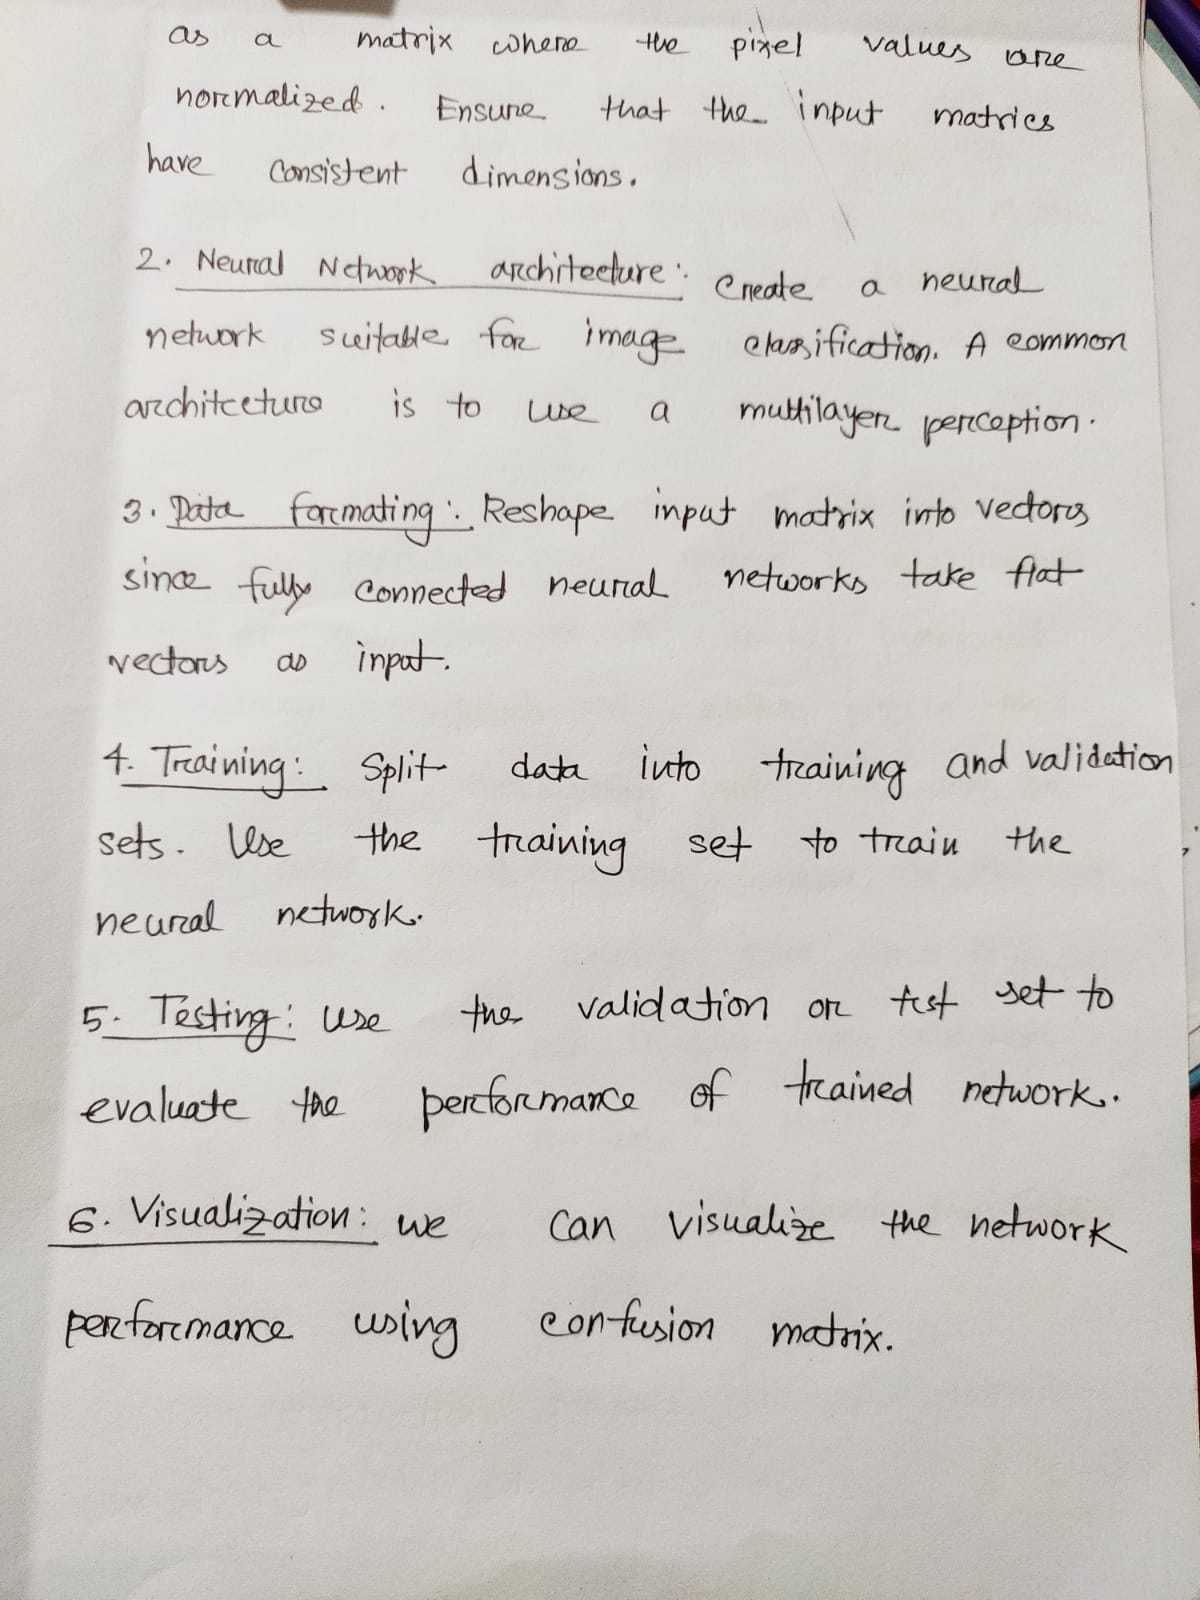 as a matrix where the pixel values are
normalized. Ensure that the input matrics
have consistent dimensions.
2. Neural Network architecture: Create a neural
network suitable for image classification. A common
architecture is to use a multilayer perception.
3. Data formating: Reshape input matrix into vectors
since fully connected neural networks take flat
vectors as input.
4. Training: Split data into training and validation
sets. Use the training set to train the
neural network.
5. Testing: use the validation or test set to
evaluate the performance of trained network.
6. Visualization: we can visualize the network
performance using confusion matrix.